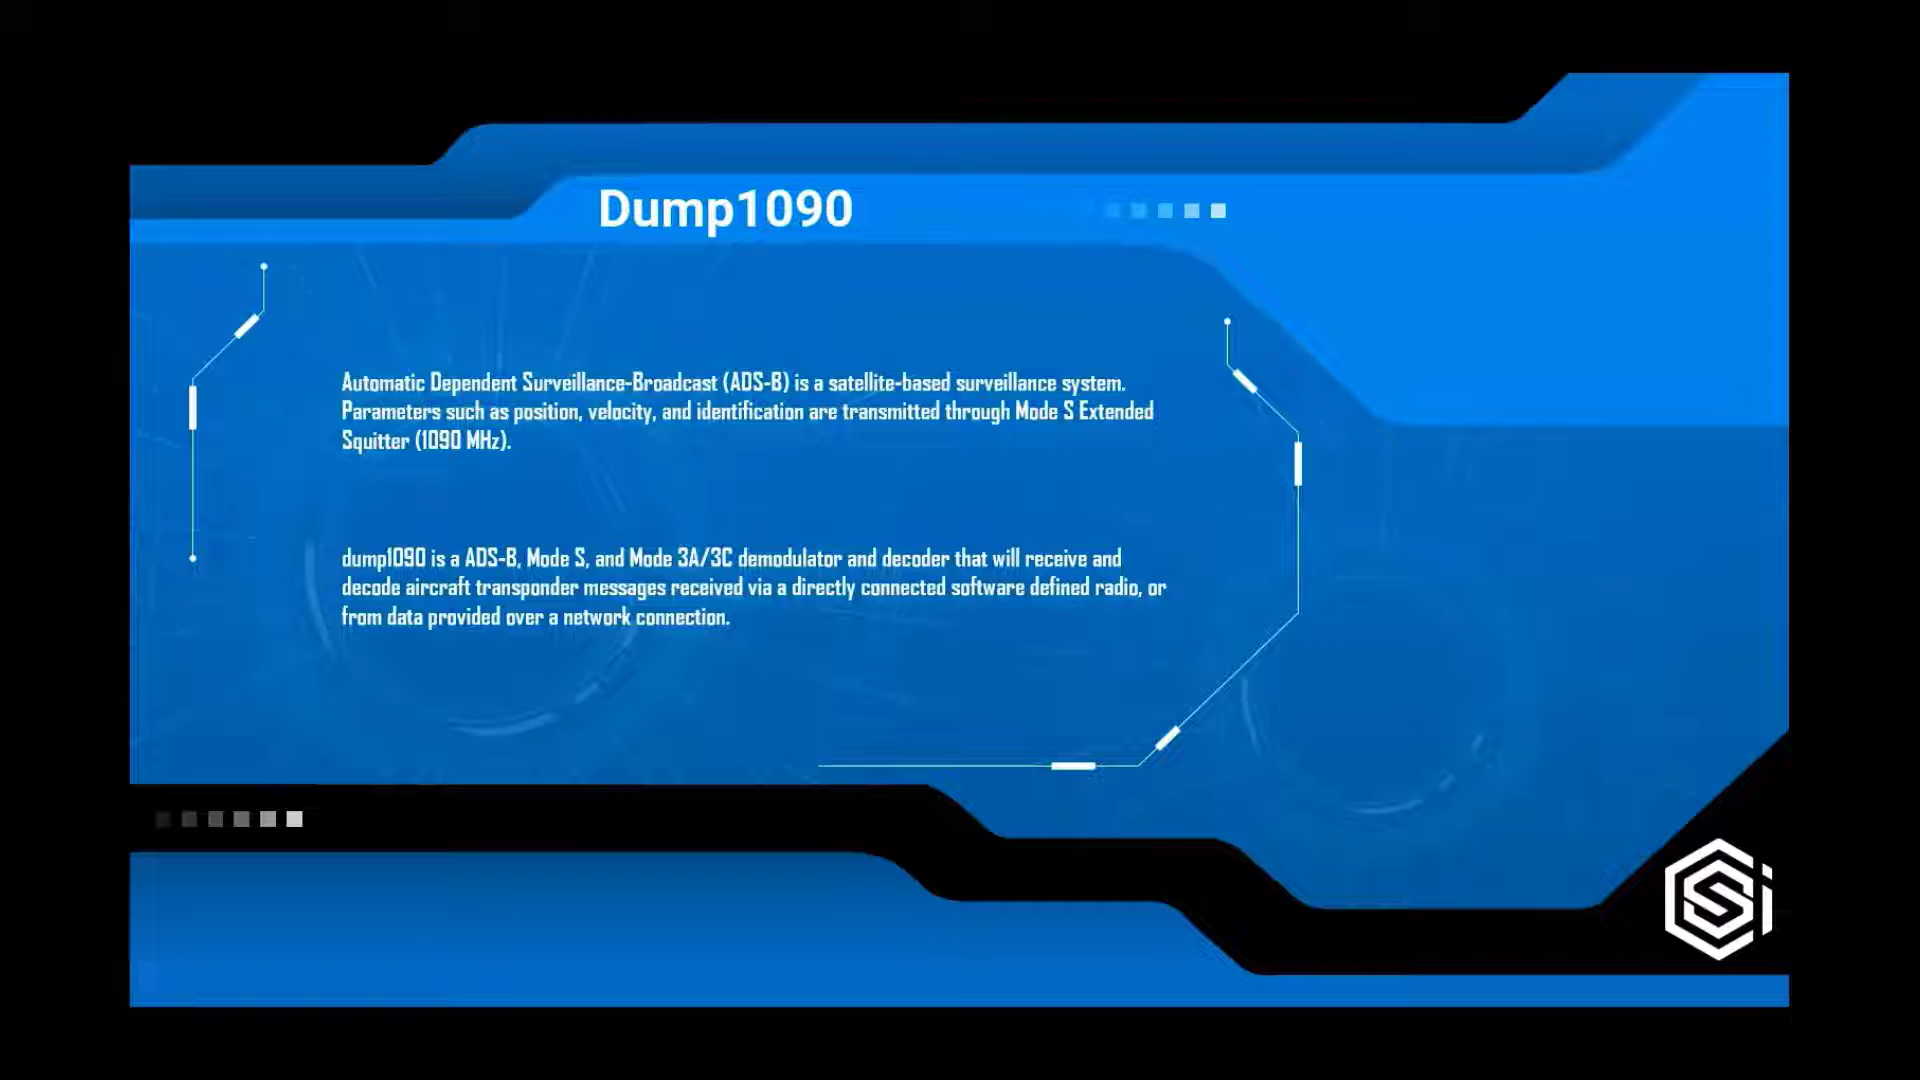 Dump1090
Automatic Dependent Surveillance-Broadcast (ADS-B) is a satellite-based surveillance system.
Parameters such as position, velocity, and identification are transmitted through Mode S Extended
Squitter (1090 MHz).
dump1090 is a ADS-B, Mode S, and Mode 3A/3C demodulator and decoder that will receive and
decode aircraft transponder messages received via a directly connected software defined radio, or
from data provided over a network connection.